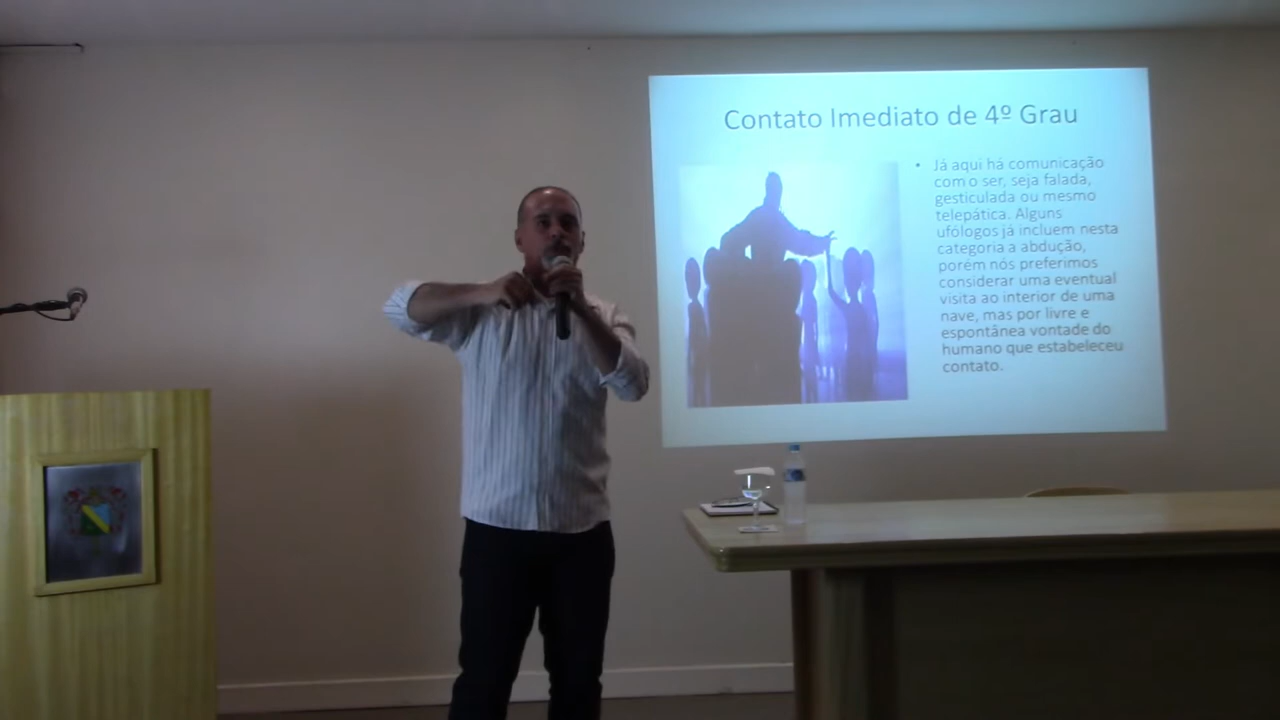 Contato Imediato de 4º Grau
• Já aqui há comunicação
com o ser, seja falada,
gesticulada ou mesmo
telepática. Alguns
ufólogos já incluem nesta
categoria a abdução,
porém nós preferimos
considerar uma eventual
visita ao interior de uma
nave, mas por livre e
espontânea vontade do
humano que estabeleceu
contato.